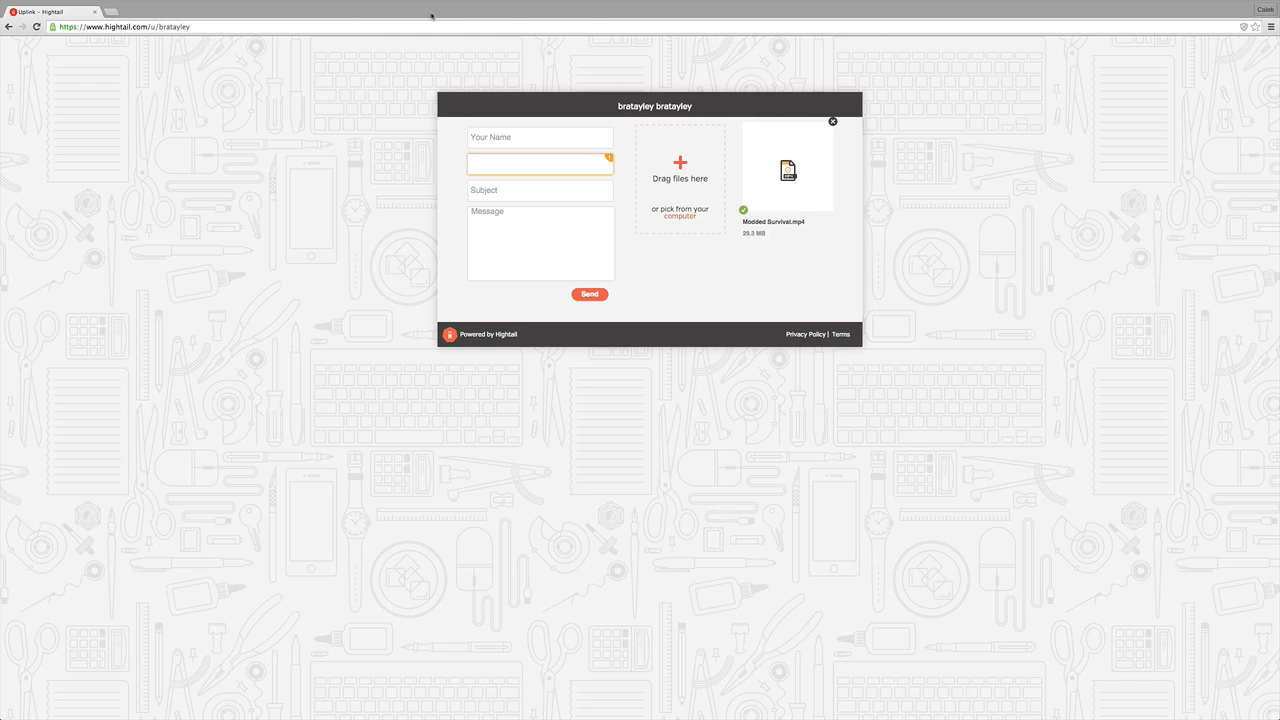 Uplink – Hightail
Caleb
https://www.hightail.com/u/bratayley
bratayley bratayley
Your Name
Subject
Message
Send
Drag files here
or pick from your
computer
Modded Survival.mp4
29.3 MB
Powered by Hightail
Privacy Policy | Terms